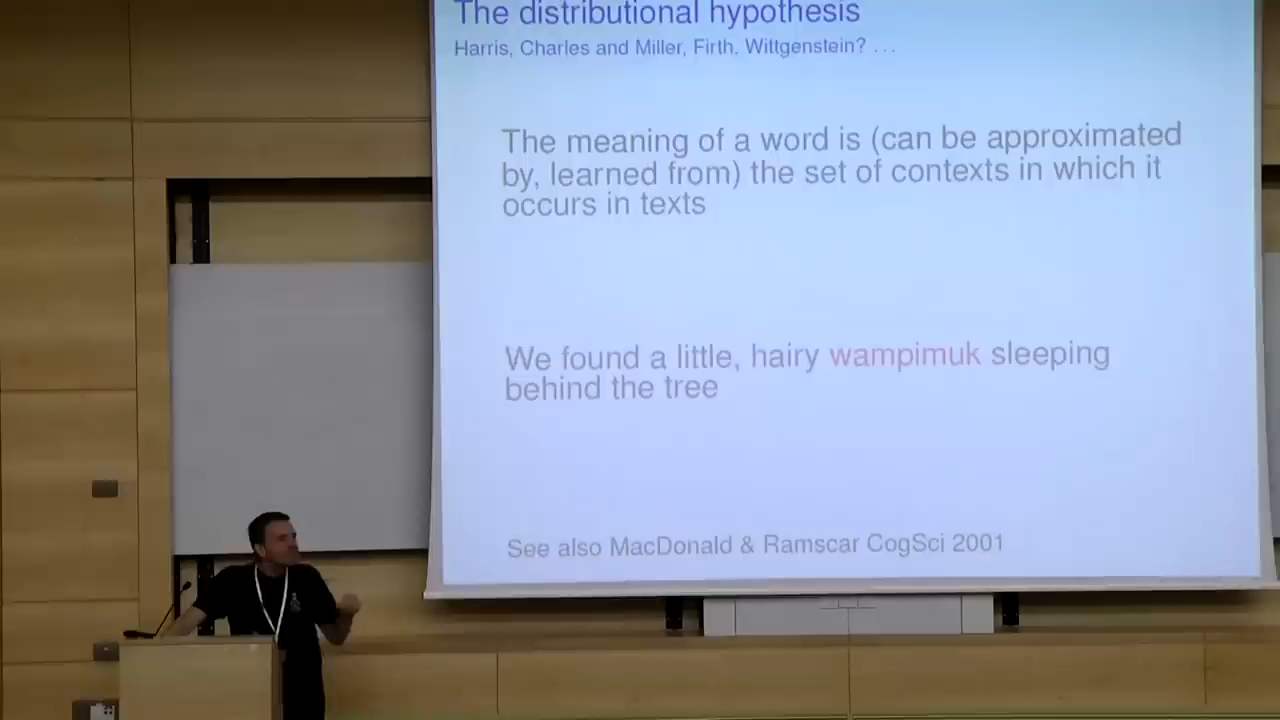 The distributional hypothesis
Harris, Charles and Miller, Firth, Wittgenstein? . . .
The meaning of a word is (can be approximated
by, learned from) the set of contexts in which it
occurs in texts
We found a little, hairy wampimuk sleeping
behind the tree
See also MacDonald & Ramscar CogSci 2001